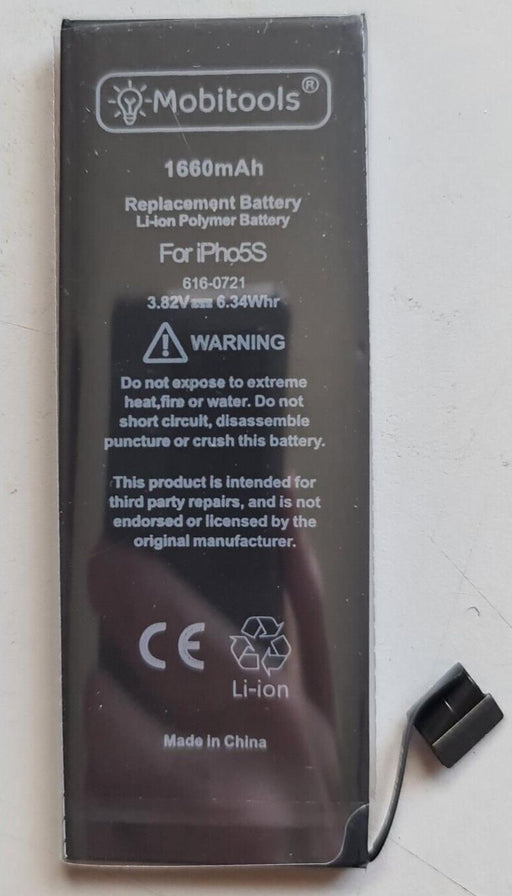 Mobitools®
1660mAh
Replacement Battery
Li-ion Polymer Battery
For iPho5S
616-0721
3.82V⎓ 6.34Whr
WARNING
Do not expose to extreme
heat,fire or water. Do not
short circuit, disassemble
puncture or crush this battery.
This product is intended for
third party repairs, and is not
endorsed or licensed by the
original manufacturer.
CE
Li-ion
Made in China